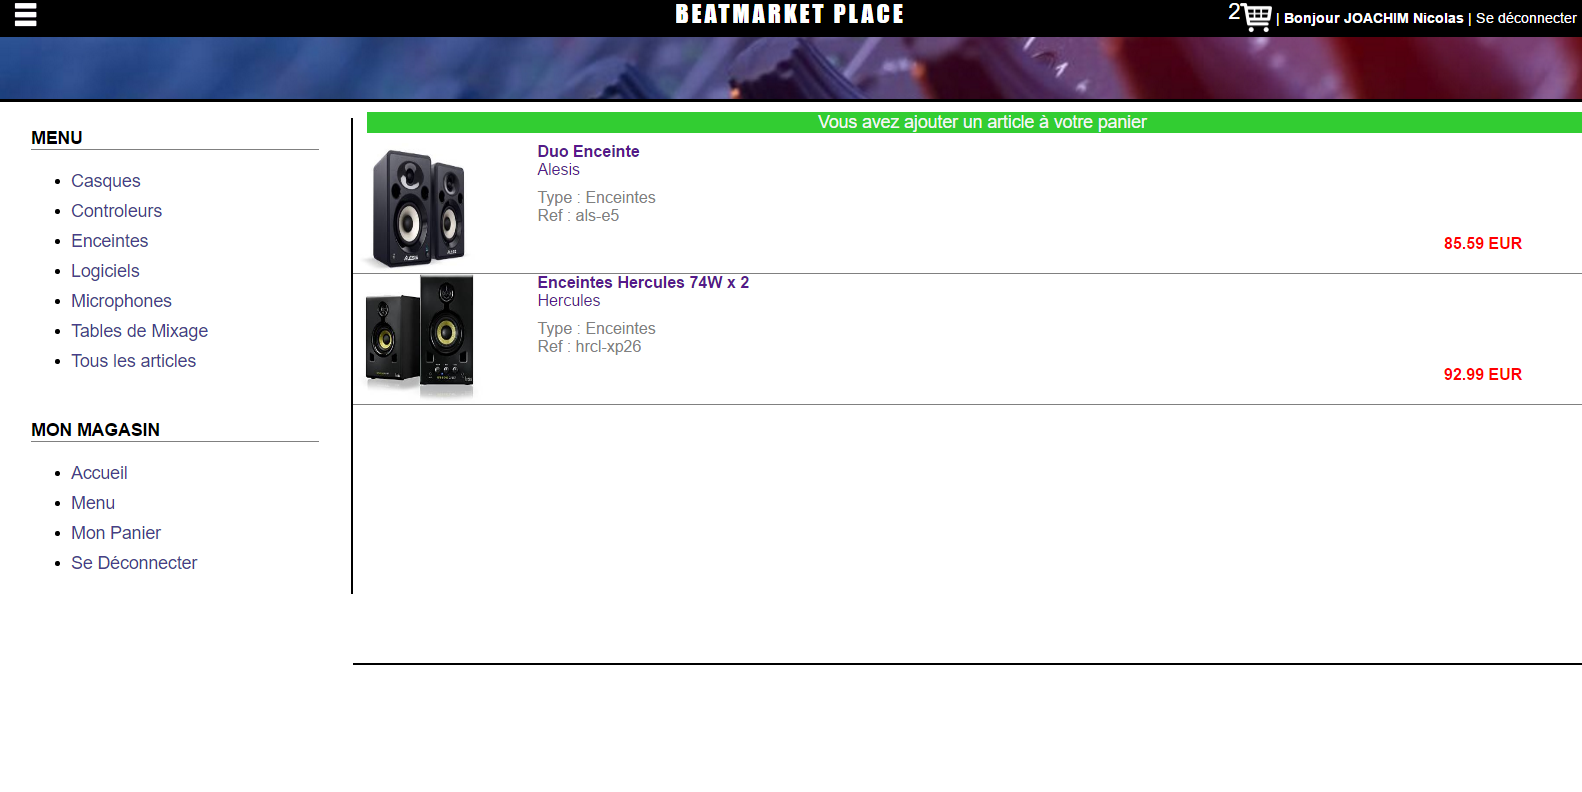 BEATMARKET PLACE
2 | Bonjour JOACHIM Nicolas | Se déconnecter
MENU
Casques
Controleurs
Enceintes
Logiciels
Microphones
Tables de Mixage
Tous les articles
MON MAGASIN
Accueil
Menu
Mon Panier
Se Déconnecter
Vous avez ajouter un article à votre panier
Duo Enceinte
Alesis
Type : Enceintes
Ref : als-e5
85.59 EUR
ALESIS
Enceintes Hercules 74W x 2
Hercules
Type : Enceintes
Ref : hrcl-xp26
92.99 EUR